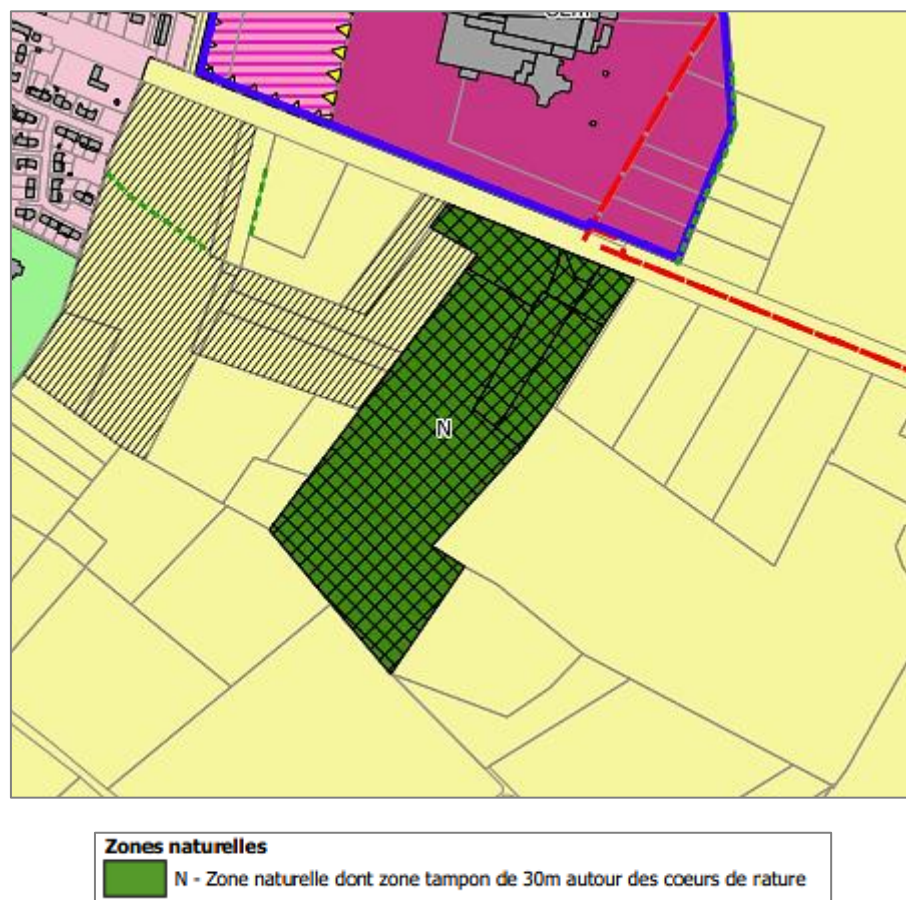 N
Zones naturelles
N - Zone naturelle dont zone tampon de 30m autour des coeurs de rature